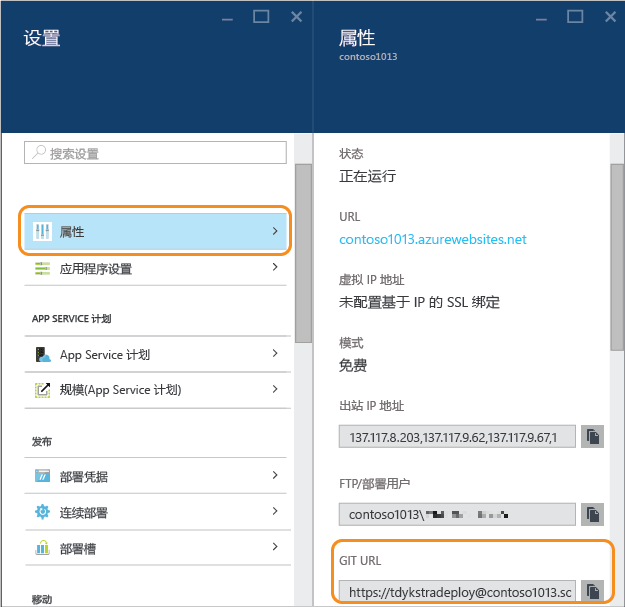 设置
搜索设置
属性
应用程序设置
APP SERVICE 计划
App Service 计划
规模(App Service 计划)
发布
部署凭据
连续部署
部署槽
移动
属性
contoso1013
状态
正在运行
URL
contoso1013.azurewebsites.net
虚拟 IP 地址
未配置基于 IP 的 SSL 绑定
模式
免费
出站 IP 地址
137.117.8.203,137.117.9.62,137.117.9.67,1
FTP/部署用户
contoso1013\
GIT URL
https://tdykstradeploy@contoso1013.sc